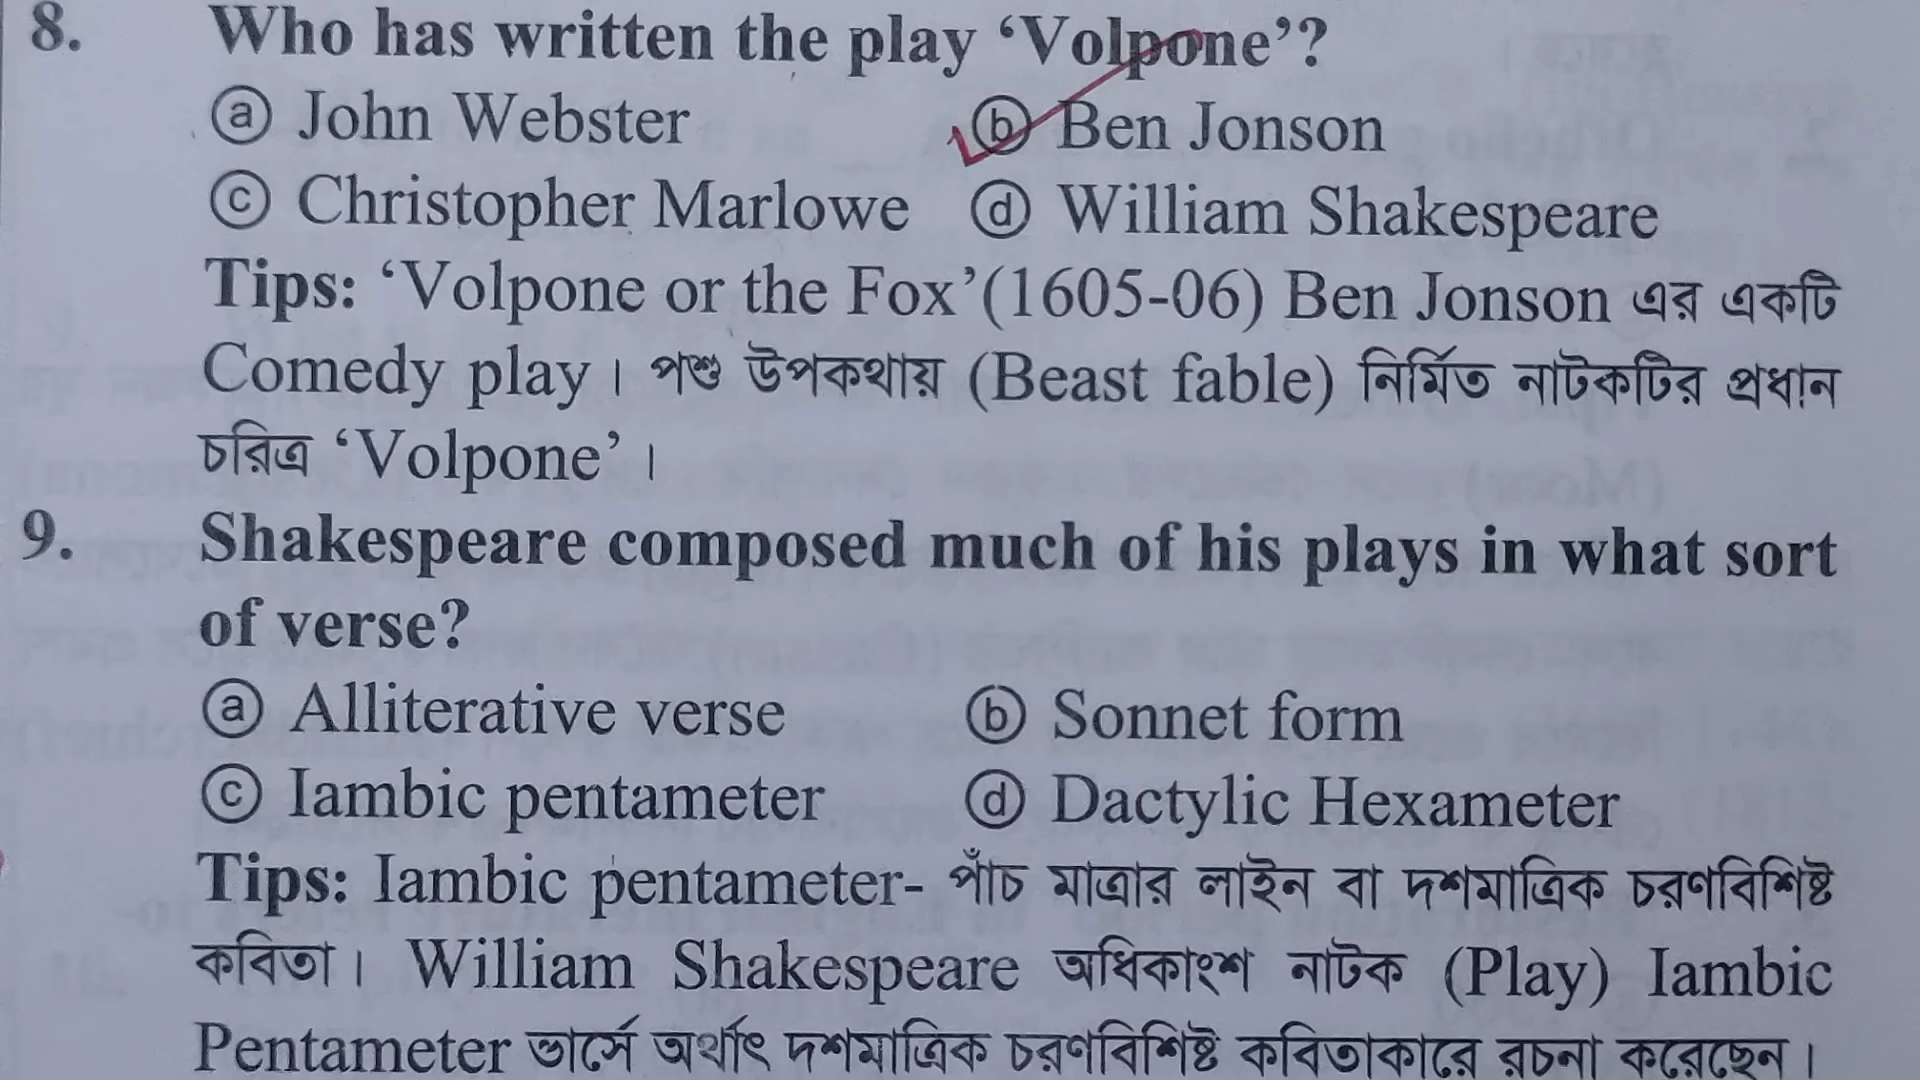 8. Who has written the play ‘Volpone’?
ⓐ John Webster ⓑ Ben Jonson
ⓒ Christopher Marlowe ⓓ William Shakespeare
Tips: ‘Volpone or the Fox’(1605-06) Ben Jonson এর একটি
Comedy play। পশু উপকথায় (Beast fable) নির্মিত নাটকটির প্রধান
চরিত্র ‘Volpone’।
9. Shakespeare composed much of his plays in what sort
of verse?
ⓐ Alliterative verse ⓑ Sonnet form
ⓒ Iambic pentameter ⓓ Dactylic Hexameter
Tips: Iambic pentameter- পাঁচ মাত্রার লাইন বা দশমাত্রিক চরণবিশিষ্ট
কবিতা। William Shakespeare অধিকাংশ নাটক (Play) Iambic
Pentameter ভার্সে অর্থাৎ দশমাত্রিক চরণবিশিষ্ট কবিতাকারে রচনা করেছেন।